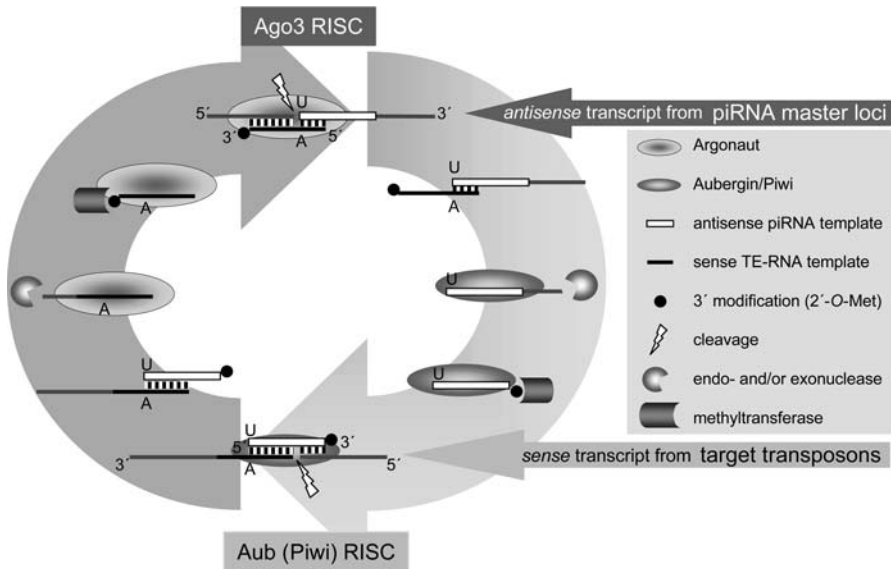 Ago3 RISC
U
5´
3´
3´
A
5´
antisense transcript from piRNA master loci
Argonaut
Aubergin/Piwi
antisense piRNA template
sense TE-RNA template
3´ modification (2´-O-Met)
cleavage
endo- and/or exonuclease
methyltransferase
A
U
A
A
U
U
A
U
U
5´
3´
3´
A
5´
sense transcript from target transposons
Aub (Piwi) RISC